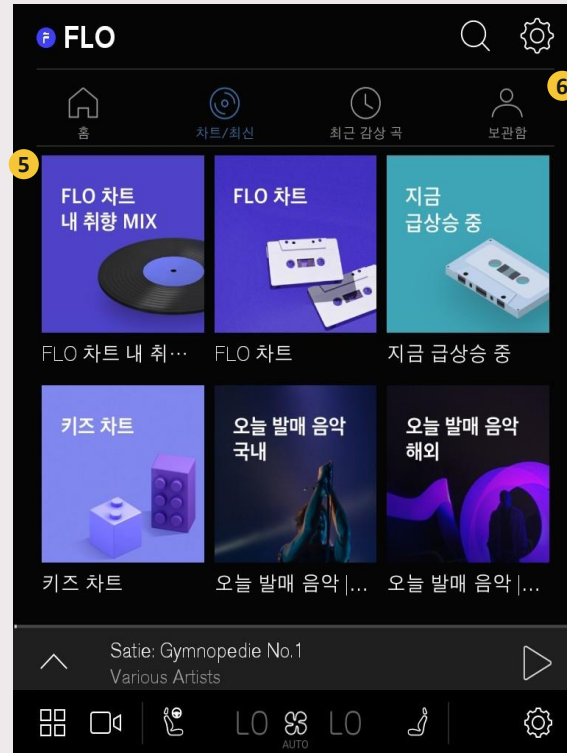 FLO
홈
차트/최신
최근 감상 곡
보관함
6
5
FLO 차트
내 취향 MIX
FLO 차트
지금
급상승 중
FLO 차트 내 취…
FLO 차트
지금 급상승 중
키즈 차트
오늘 발매 음악
국내
오늘 발매 음악
해외
키즈 차트
오늘 발매 음악 |...
오늘 발매 음악 |...
Satie: Gymnopedie No.1
Various Artists
LO
AUTO
LO